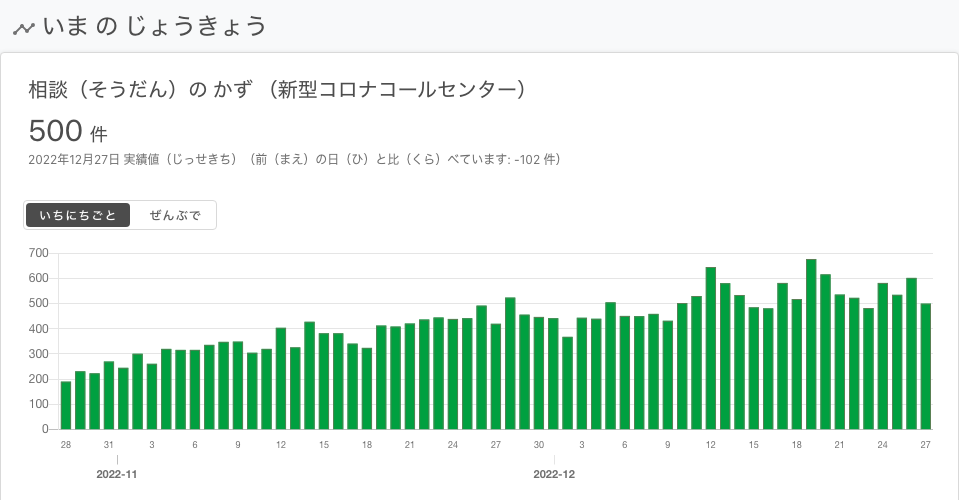 いま の じょうきょう
相談（そうだん）の かず （新型コロナコールセンター）
500 件
2022年12月27日 実績値（じっせきち）（前（まえ）の日（ひ）と比（くら）べています: -102 件）
いちにちごと ぜんぶで
700
600
500
400
300
200
100
0
28 31 3 6 9 12 15 18 21 24 27 30 3 6 9 12 15 18 21 24 27
2022-11 2022-12